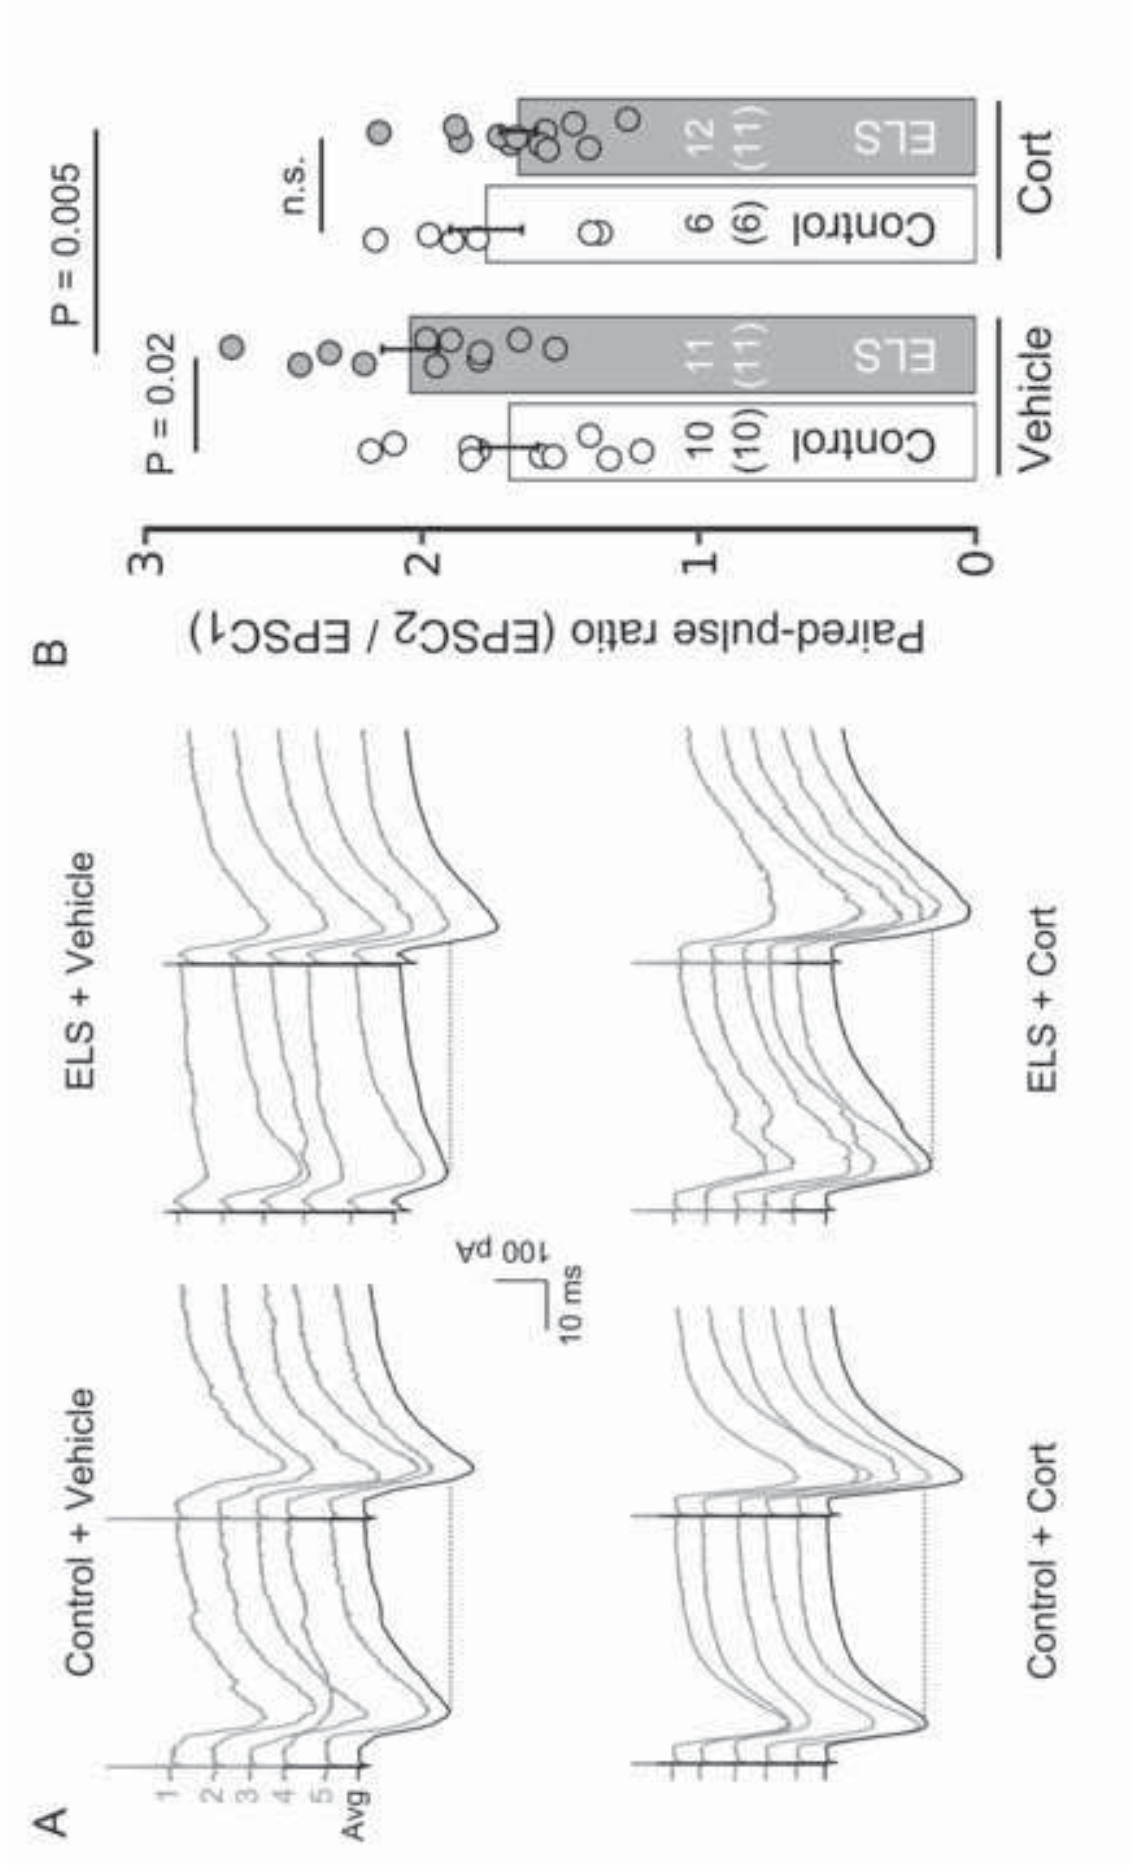 A
Control + Vehicle
ELS + Vehicle
1
2
3
4
5
Avg
100 pA
10 ms
Control + Cort
ELS + Cort
B
Paired-pulse ratio (EPSC2 / EPSC1)
3
2
1
0
P = 0.005
P = 0.02
n.s.
10
(10)
Control
11
(11)
ELS
6
(6)
Control
12
(11)
ELS
Vehicle
Cort